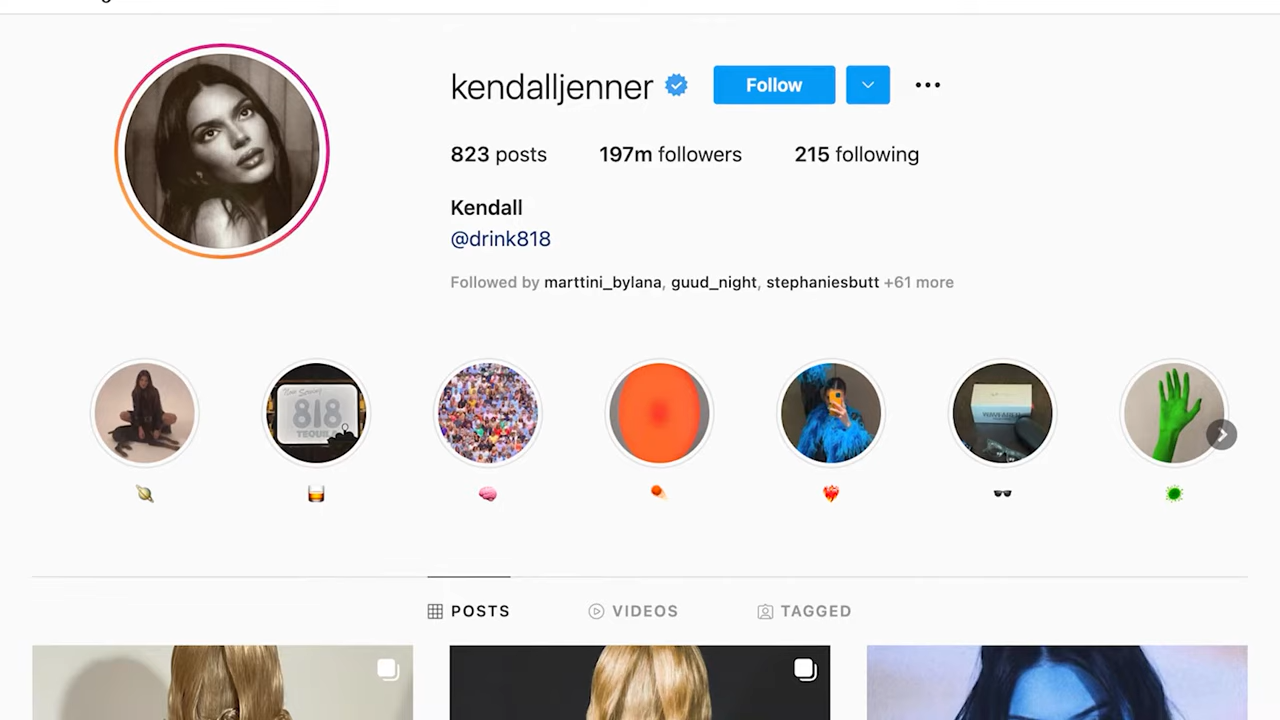 kendalljenner
Follow
823 posts 197m followers 215 following
Kendall
@drink818
Followed by marttini_bylana, guud_night, stephaniesbutt +61 more
818
TEQUILA
POSTS VIDEOS TAGGED